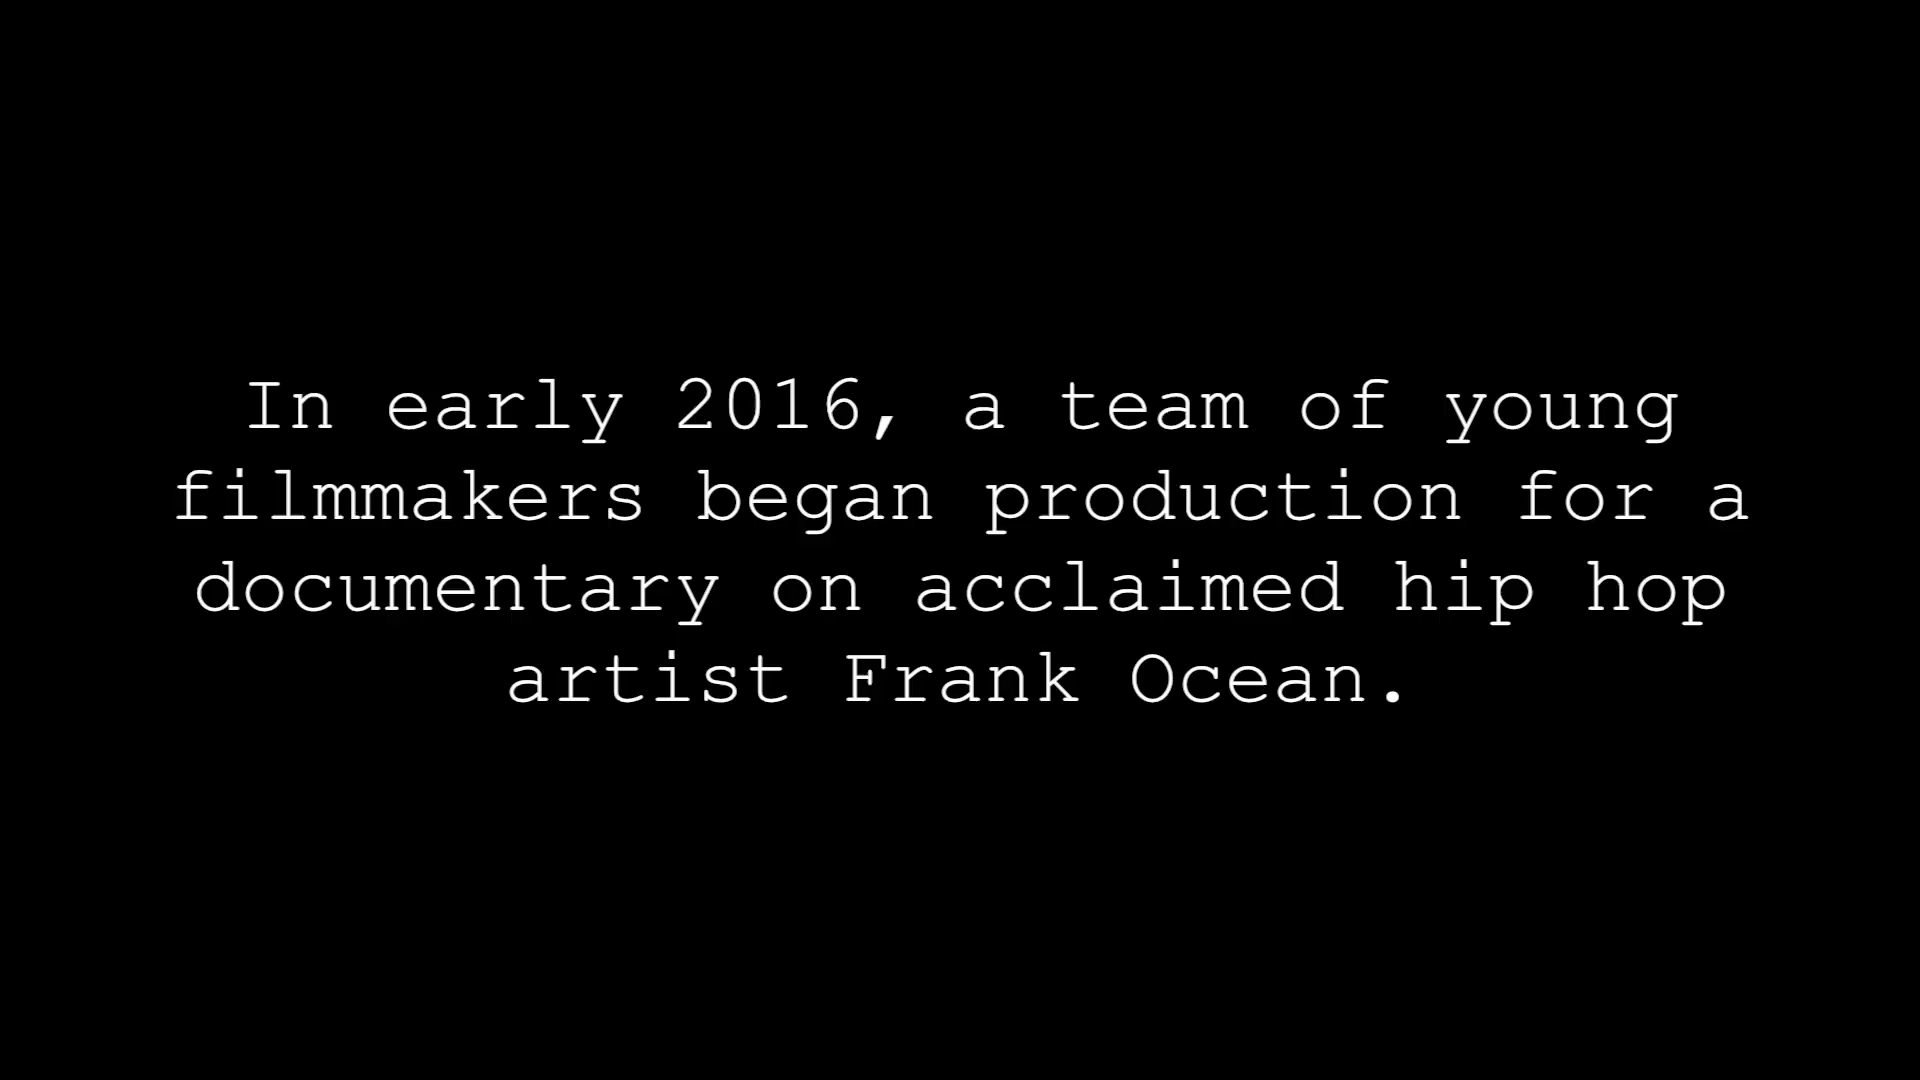 In early 2016, a team of young
filmmakers began production for a
documentary on acclaimed hip hop
artist Frank Ocean.